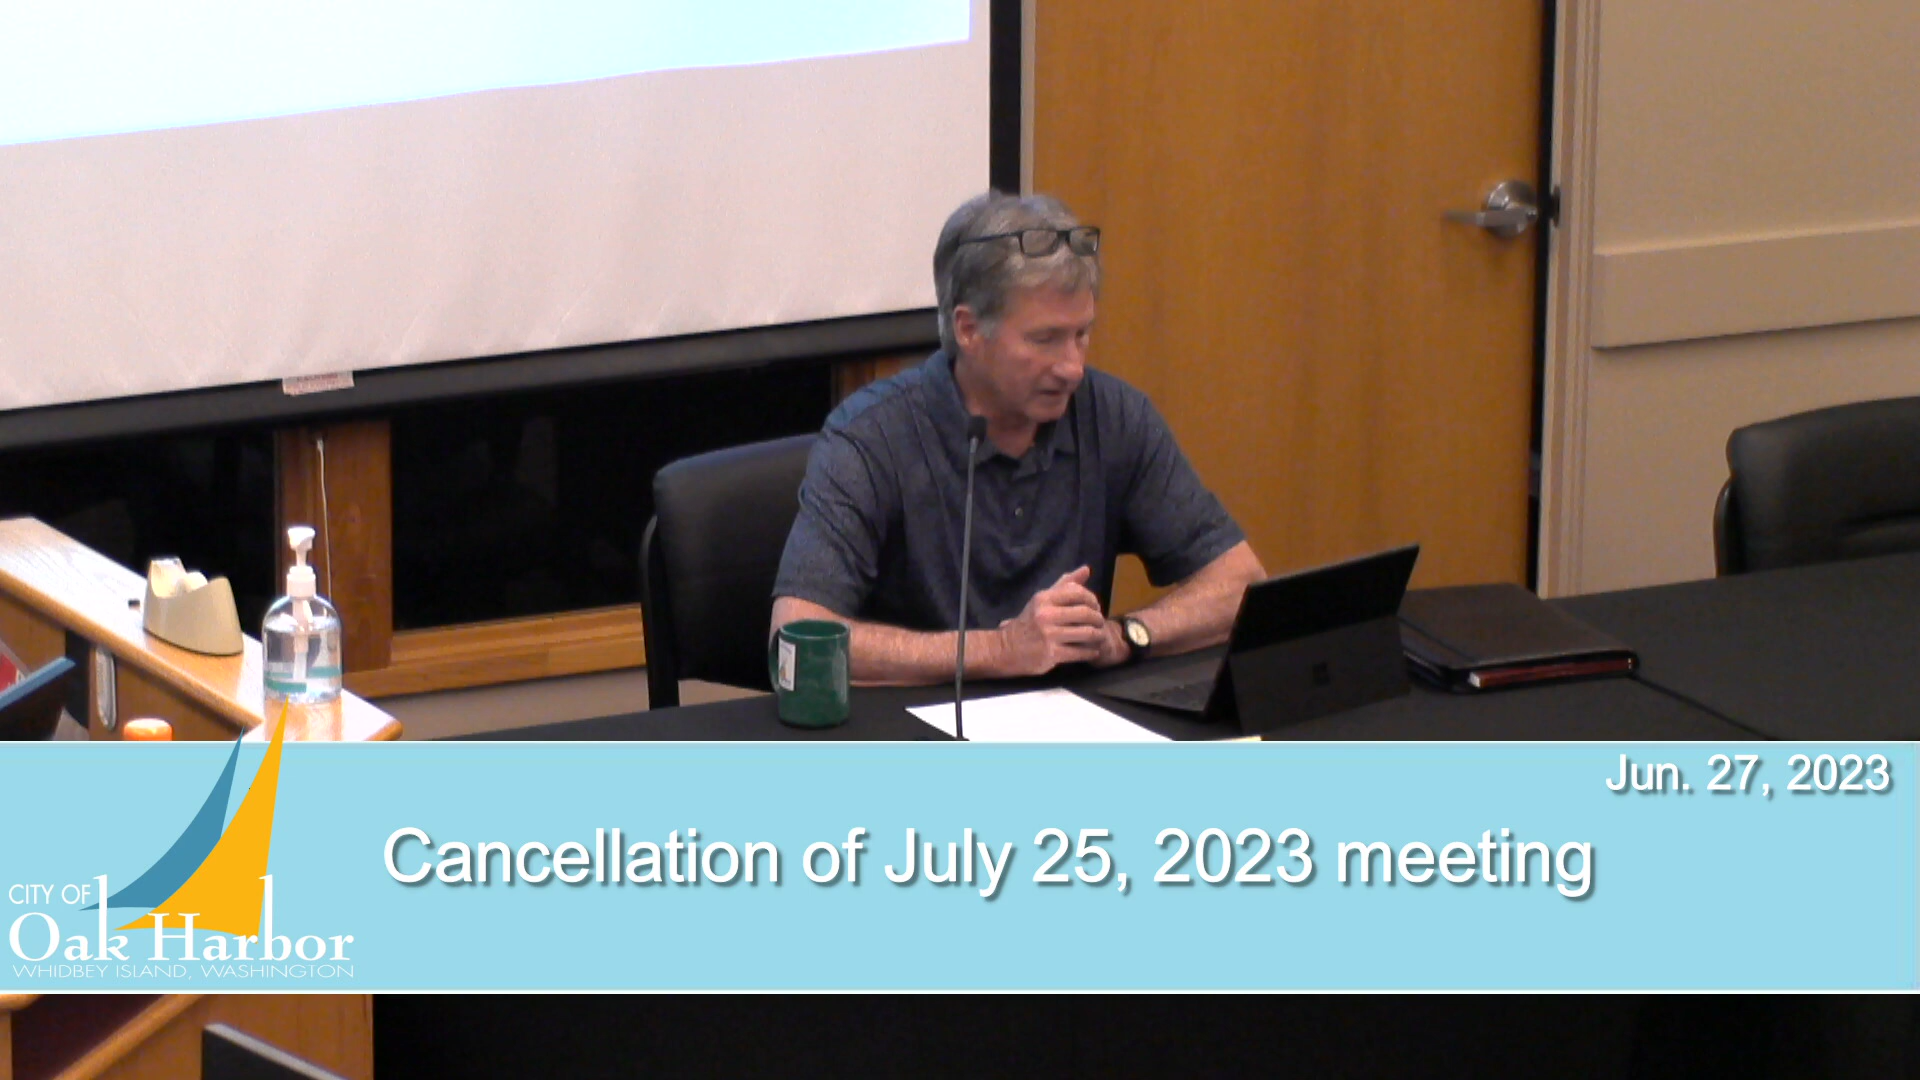 Jun. 27, 2023
Cancellation of July 25, 2023 meeting
CITY OF
Oak Harbor
WHIDBEY ISLAND, WASHINGTON